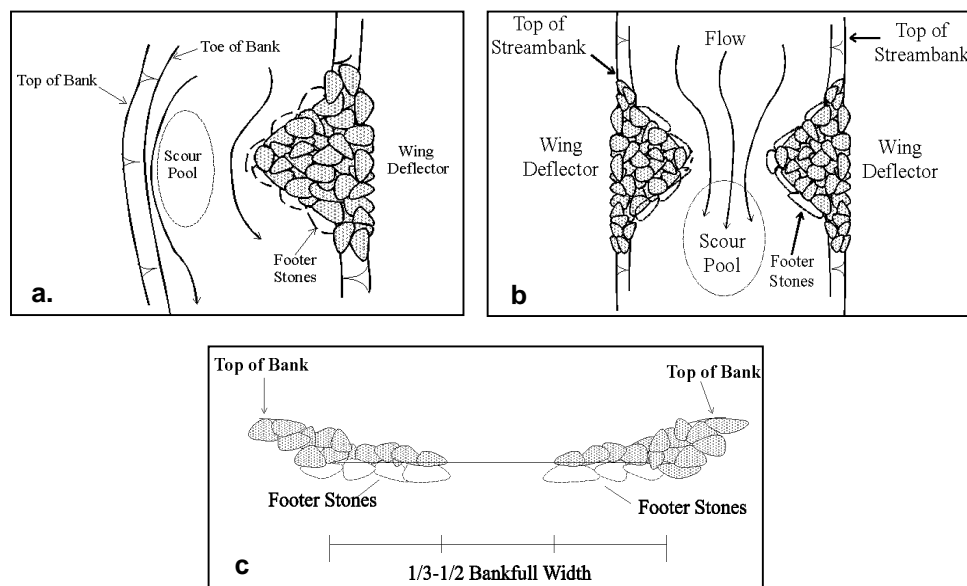 Top of Bank
Toe of Bank
Scour
Pool
Wing
Deflector
Footer
Stones
a.
Top of
Streambank
Flow
Top of
Streambank
Wing
Deflector
Wing
Deflector
Scour
Pool
Footer
Stones
b
Top of Bank
Top of Bank
Footer Stones
Footer Stones
1/3-1/2 Bankfull Width
c